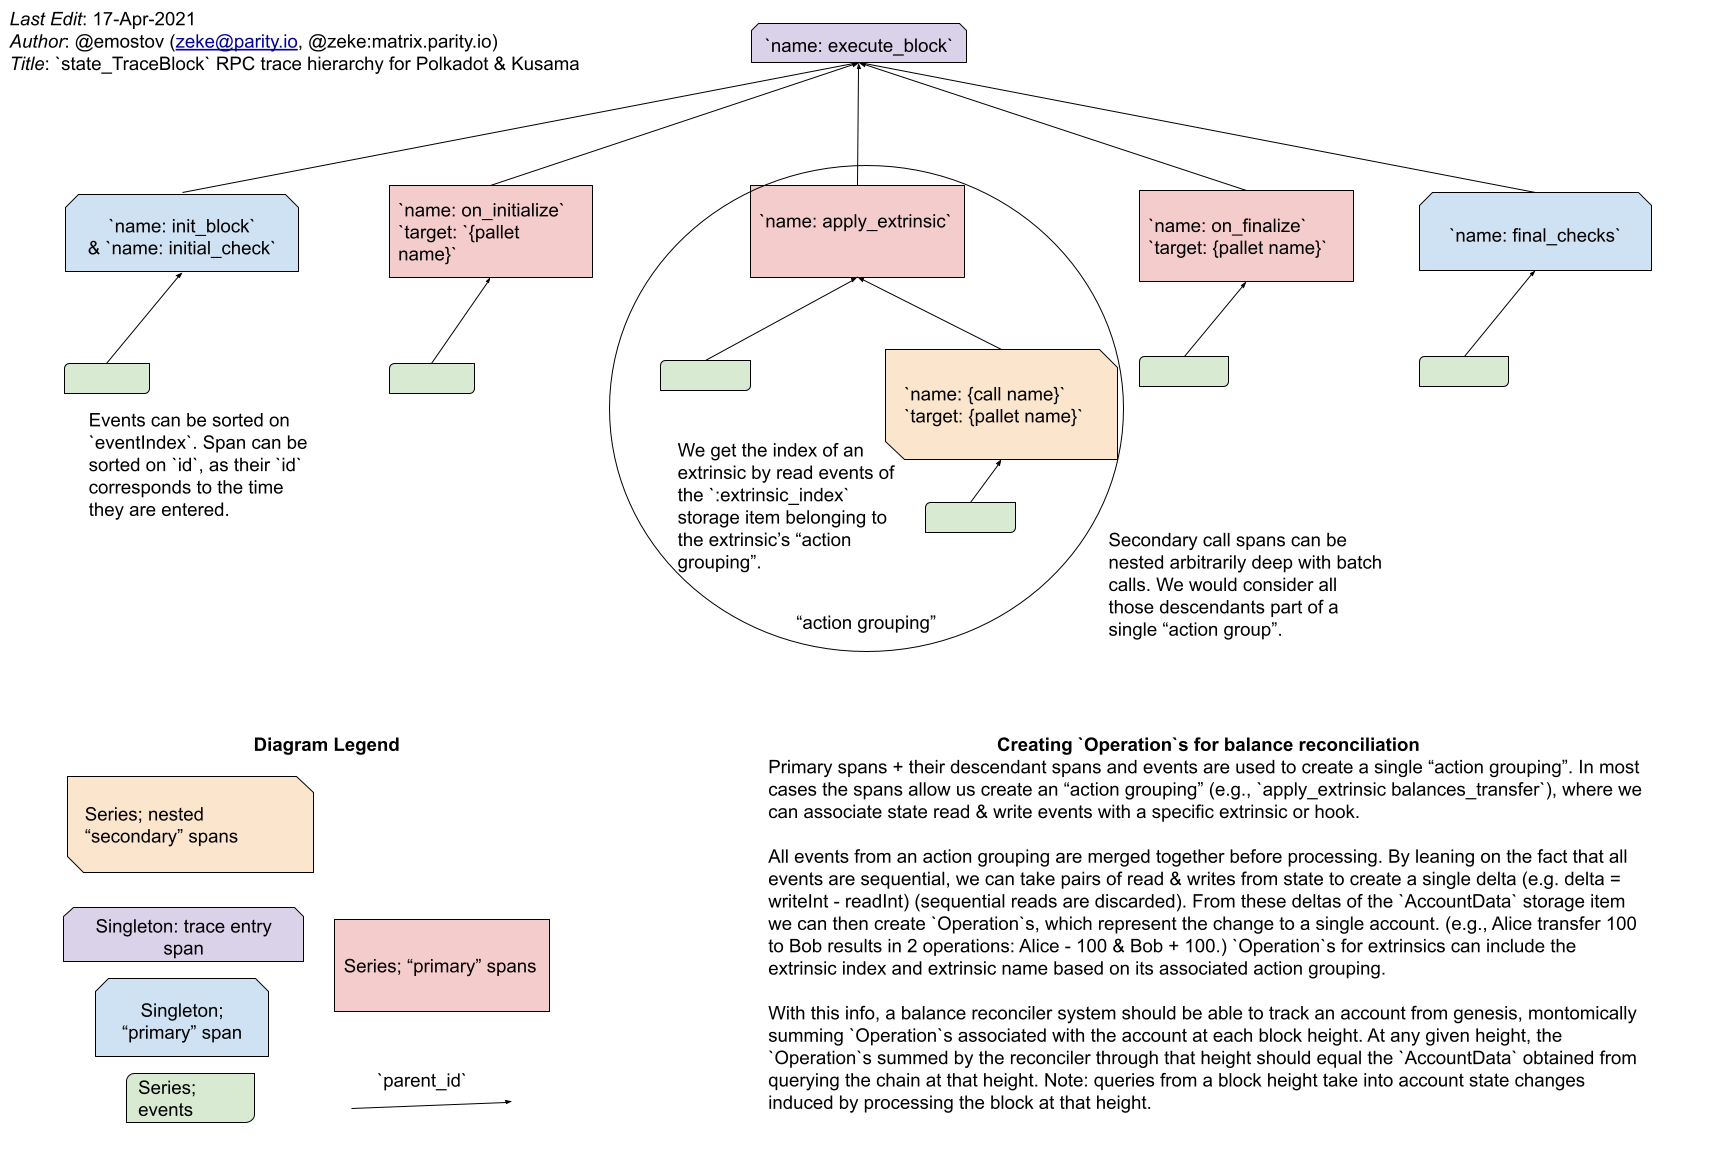 Last Edit: 17-Apr-2021
Author: @emostov (zeke@parity.io, @zeke:matrix.parity.io)
Title: `state_TraceBlock` RPC trace hierarchy for Polkadot & Kusama
`name: execute_block`
`name: init_block`
& `name: initial_check`
`name: on_initialize`
`target: `{pallet
name}`
`name: apply_extrinsic`
`name: on_finalize`
`target: {pallet name}`
`name: final_checks`
`name: {call name}`
`target: {pallet name}`
Events can be sorted on
`eventIndex`. Span can be
sorted on `id`, as their `id`
corresponds to the time
they are entered.
We get the index of an
extrinsic by read events of
the `:extrinsic_index`
storage item belonging to
the extrinsic’s “action
grouping”.
“action grouping”
Secondary call spans can be
nested arbitrarily deep with batch
calls. We would consider all
those descendants part of a
single “action group”.
Diagram Legend
Series; nested
“secondary” spans
Singleton: trace entry
span
Series; “primary” spans
Singleton;
“primary” span
Series;
events
`parent_id`
Creating `Operation`s for balance reconciliation
Primary spans + their descendant spans and events are used to create a single “action grouping”. In most
cases the spans allow us create an “action grouping” (e.g., `apply_extrinsic balances_transfer`), where we
can associate state read & write events with a specific extrinsic or hook.
All events from an action grouping are merged together before processing. By leaning on the fact that all
events are sequential, we can take pairs of read & writes from state to create a single delta (e.g. delta =
writeInt - readInt) (sequential reads are discarded). From these deltas of the `AccountData` storage item
we can then create `Operation`s, which represent the change to a single account. (e.g., Alice transfer 100
to Bob results in 2 operations: Alice - 100 & Bob + 100.) `Operation`s for extrinsics can include the
extrinsic index and extrinsic name based on its associated action grouping.
With this info, a balance reconciler system should be able to track an account from genesis, montomically
summing `Operation`s associated with the account at each block height. At any given height, the
`Operation`s summed by the reconciler through that height should equal the `AccountData` obtained from
querying the chain at that height. Note: queries from a block height take into account state changes
induced by processing the block at that height.